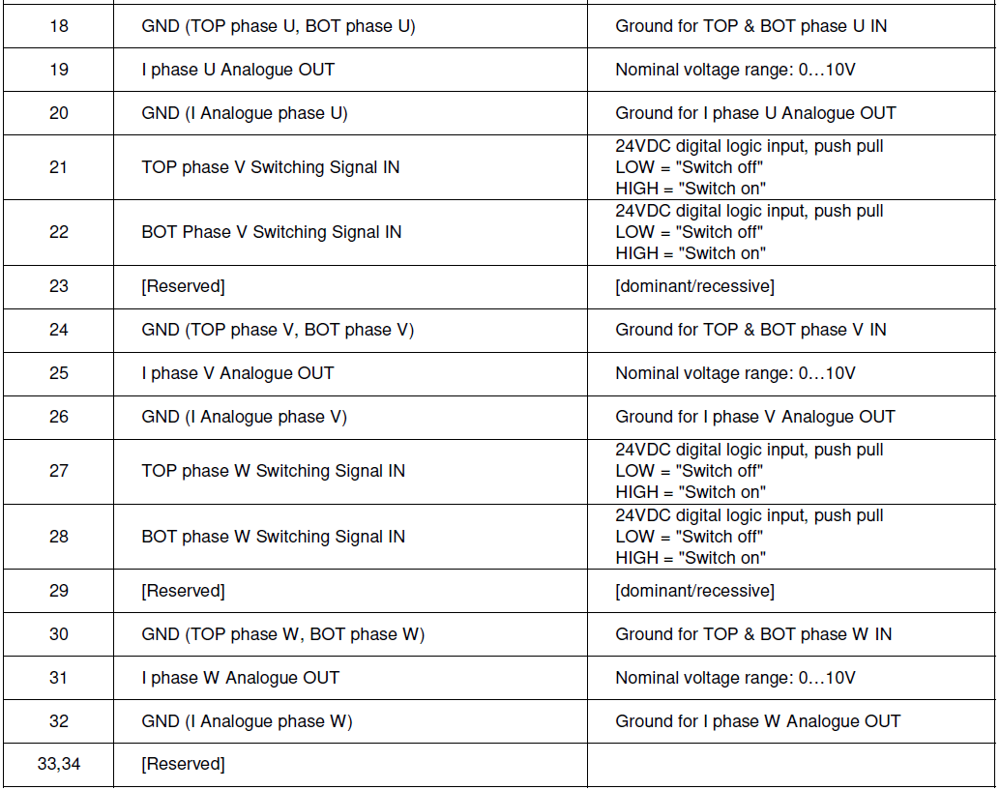 18 GND (TOP phase U, BOT phase U) Ground for TOP & BOT phase U IN
19 I phase U Analogue OUT Nominal voltage range: 0…10V
20 GND (I Analogue phase U) Ground for I phase U Analogue OUT
21 TOP phase V Switching Signal IN 24VDC digital logic input, push pull
LOW = "Switch off"
HIGH = "Switch on"
22 BOT Phase V Switching Signal IN 24VDC digital logic input, push pull
LOW = "Switch off"
HIGH = "Switch on"
23 [Reserved] [dominant/recessive]
24 GND (TOP phase V, BOT phase V) Ground for TOP & BOT phase V IN
25 I phase V Analogue OUT Nominal voltage range: 0…10V
26 GND (I Analogue phase V) Ground for I phase V Analogue OUT
27 TOP phase W Switching Signal IN 24VDC digital logic input, push pull
LOW = "Switch off"
HIGH = "Switch on"
28 BOT phase W Switching Signal IN 24VDC digital logic input, push pull
LOW = "Switch off"
HIGH = "Switch on"
29 [Reserved] [dominant/recessive]
30 GND (TOP phase W, BOT phase W) Ground for TOP & BOT phase W IN
31 I phase W Analogue OUT Nominal voltage range: 0…10V
32 GND (I Analogue phase W) Ground for I phase W Analogue OUT
33,34 [Reserved]